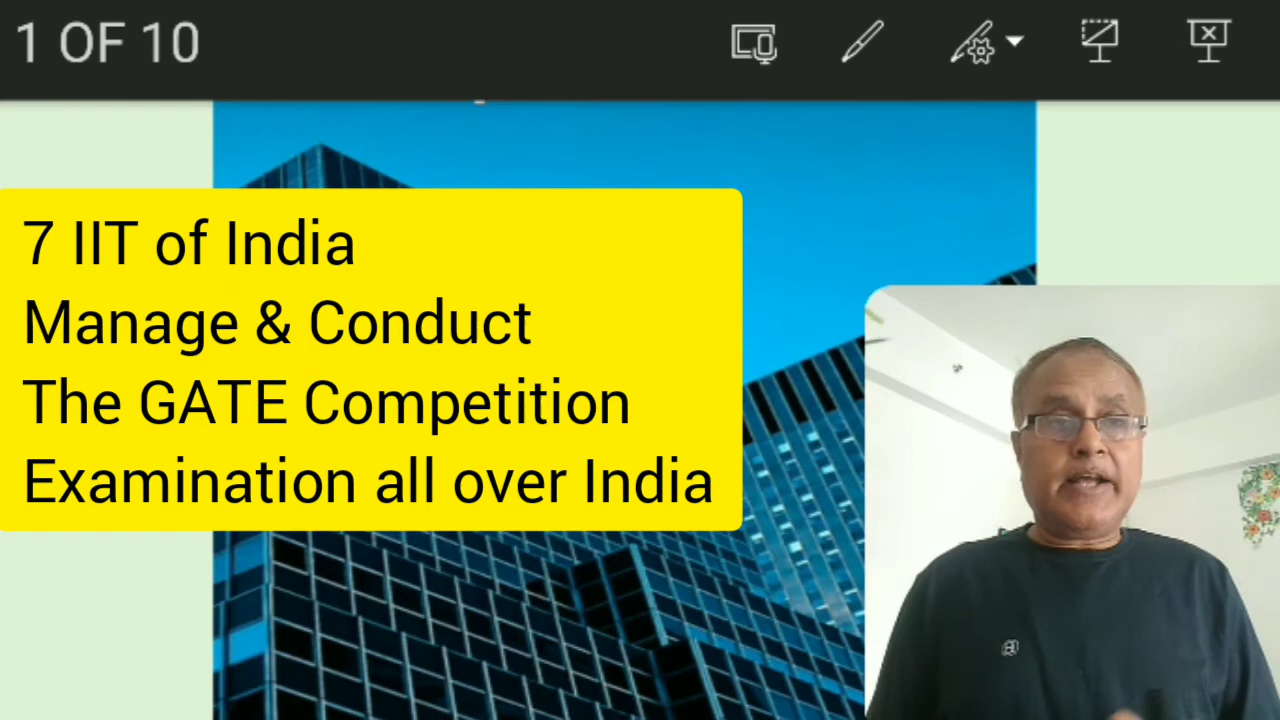 1 OF 10
7 IIT of India
Manage & Conduct
The GATE Competition
Examination all over India